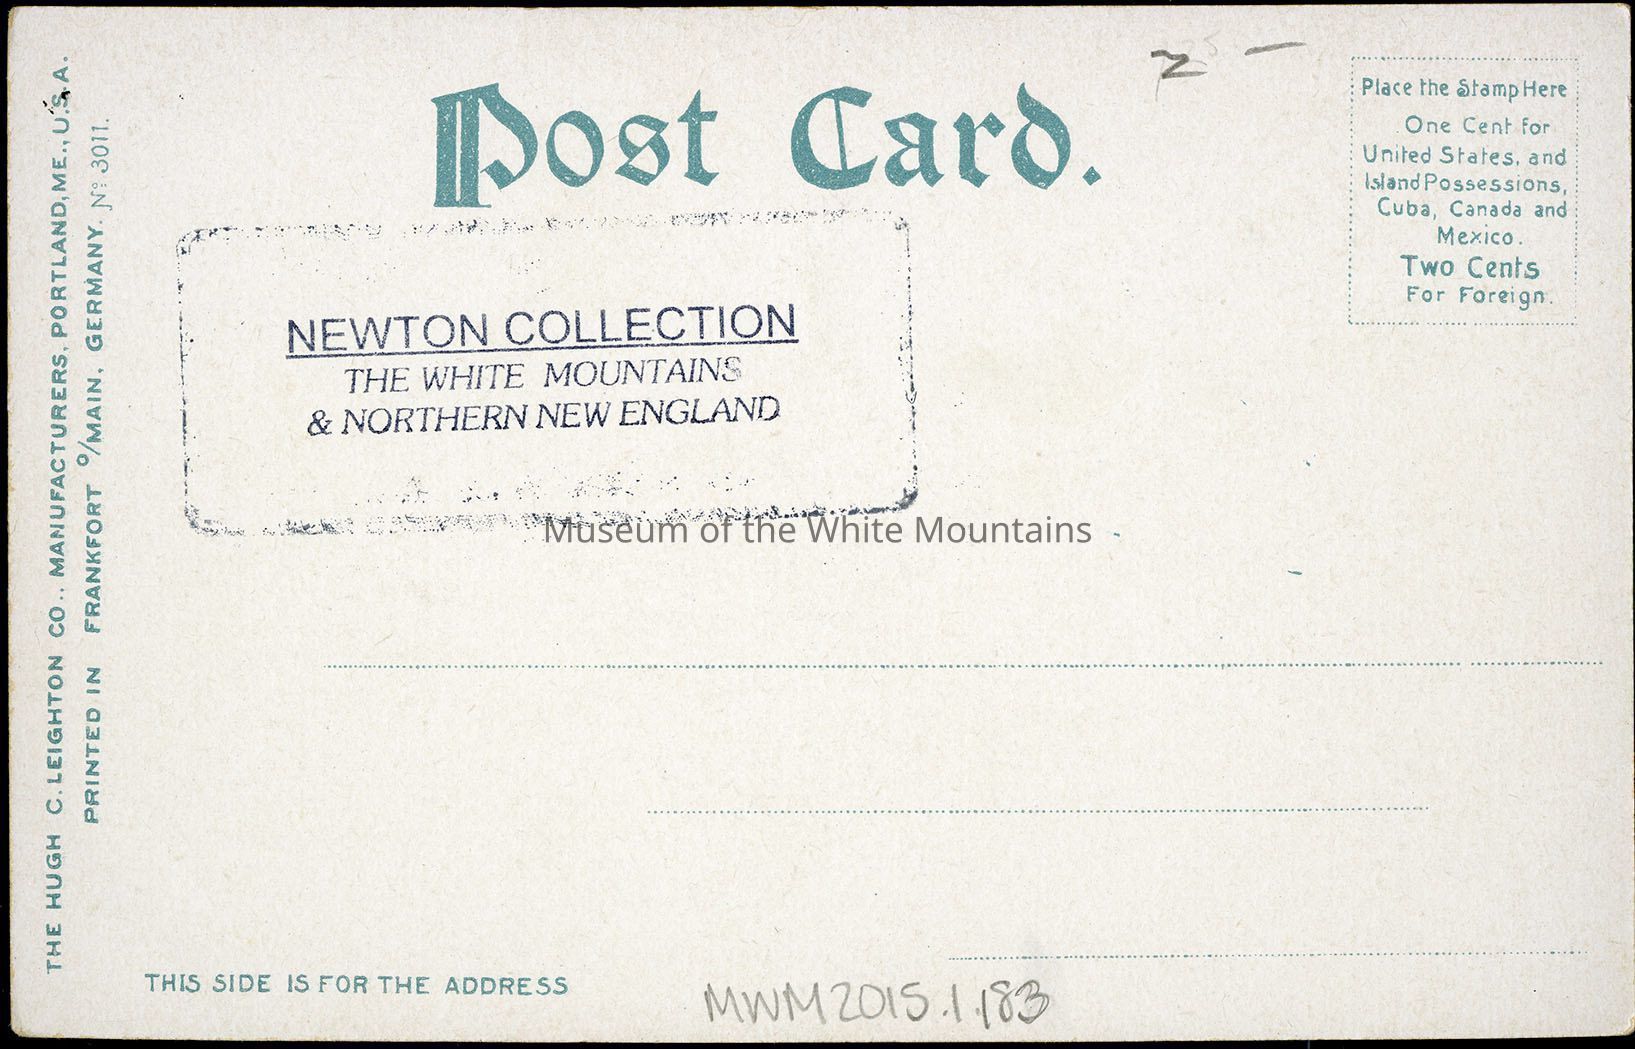 Post Card.
Place the Stamp Here
One Cent for
United States, and
Island Possessions,
Cuba, Canada and
Mexico.
Two Cents
For Foreign.
THE HUGH C. LEIGHTON CO., MANUFACTURERS, PORTLAND, ME., U.S.A.
PRINTED IN FRANKFORT o/MAIN, GERMANY. No 3011.
NEWTON COLLECTION
THE WHITE MOUNTAINS
& NORTHERN NEW ENGLAND
Museum of the White Mountains
THIS SIDE IS FOR THE ADDRESS
MWM2015.1.183